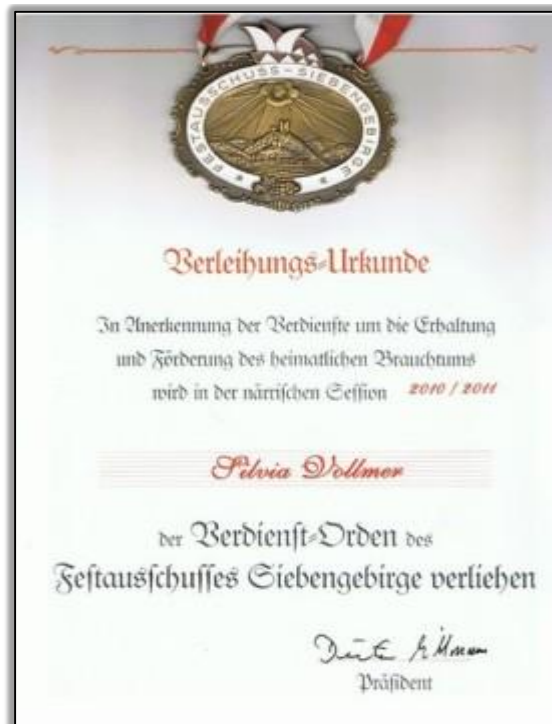 FESTAUSSCHUSS-SIEBENGEBIRGE
Verleihungs-Urkunde
In Anerkennung der Verdienste um die Erhaltung
und Förderung des heimatlichen Brauchtums
wird in der närrischen Session 2010 / 2011
Silvia Vollmer
der Verdienst-Orden des
Festausschusses Siebengebirge verliehen
Präsident